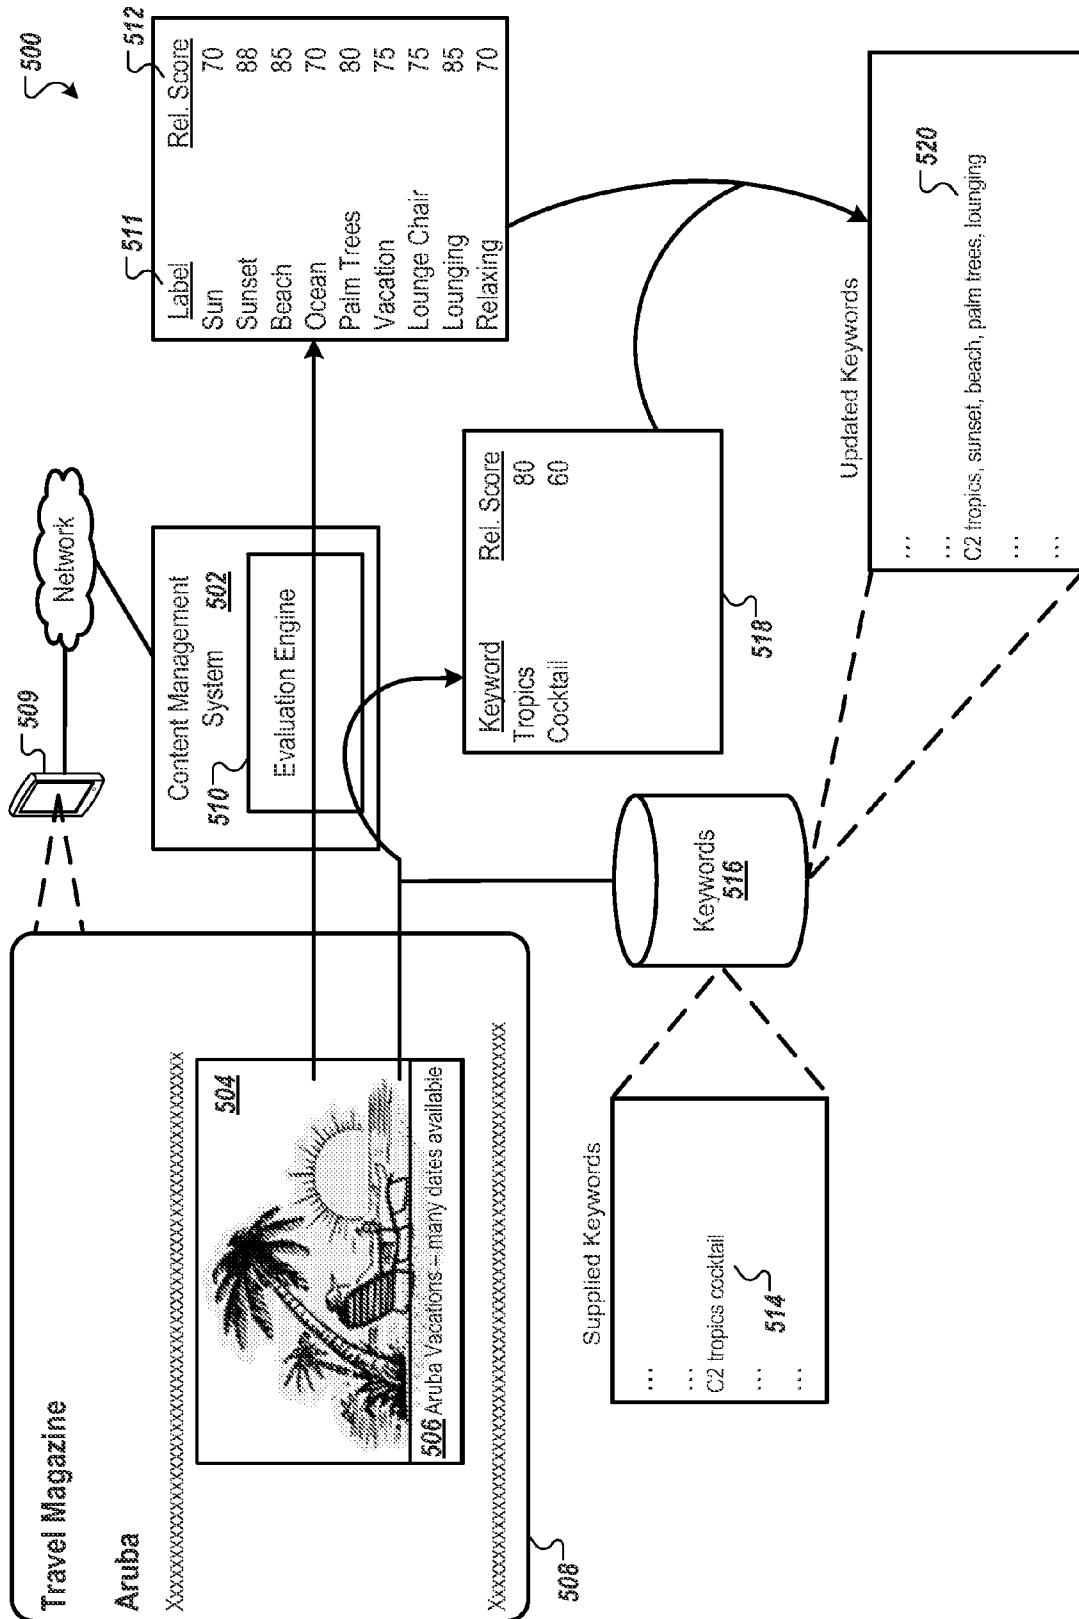 500
Travel Magazine
Aruba
Xxxxxxxxxxxxxxxxxxxxxxxxxxxxxxxxxxxxxxxxxxxxx
504
506 Aruba Vacations – many dates available
Xxxxxxxxxxxxxxxxxxxxxxxxxxxxxxxxxxxxxxxxxxxxx
508
509
Network
Content Management
System 502
510
Evaluation Engine
511
512
Label Rel. Score
Sun 70
Sunset 88
Beach 85
Ocean 70
Palm Trees 80
Vacation 75
Lounge Chair 75
Lounging 85
Relaxing 70
Keyword Rel. Score
Tropics 80
Cocktail 60
518
Supplied Keywords
...
...
C2 tropics cocktail
514
...
...
Keywords
516
Updated Keywords
...
...
520
C2 tropics, sunset, beach, palm trees, lounging
...
...